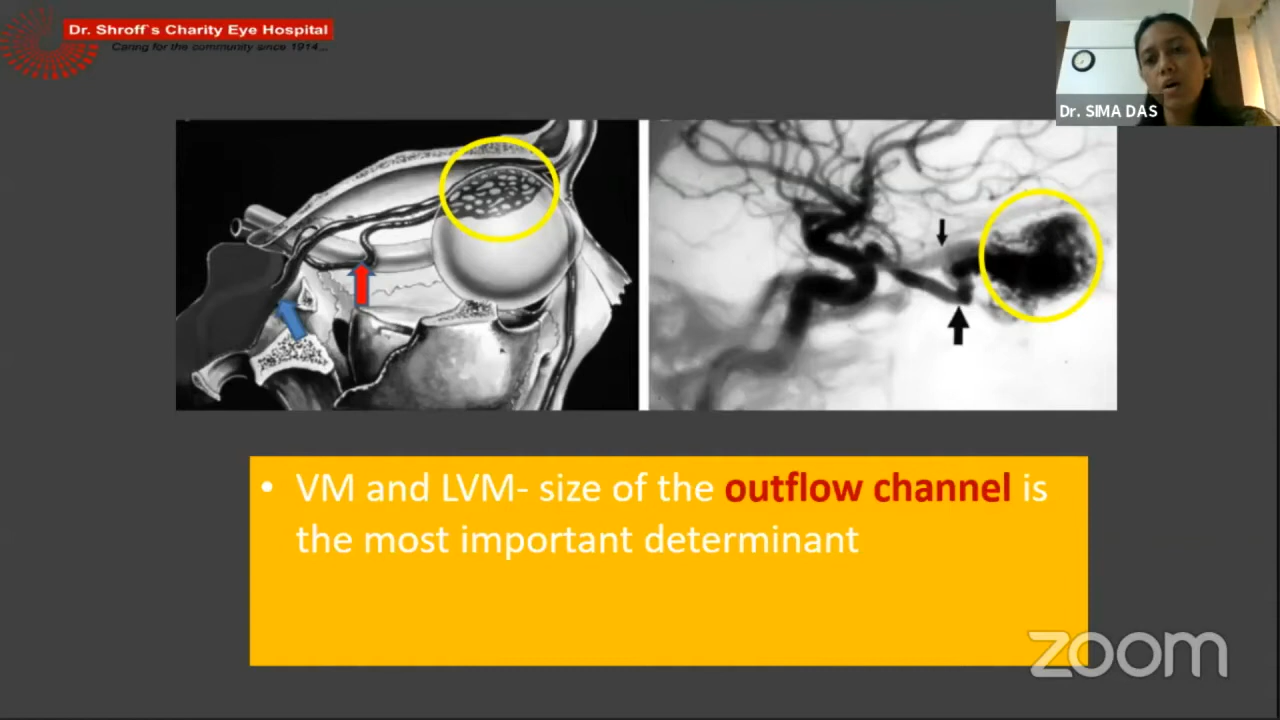 Dr. Shroff`s Charity Eye Hospital
Caring for the community since 1914...
Dr. SIMA DAS
• VM and LVM- size of the outflow channel is
the most important determinant
zoom